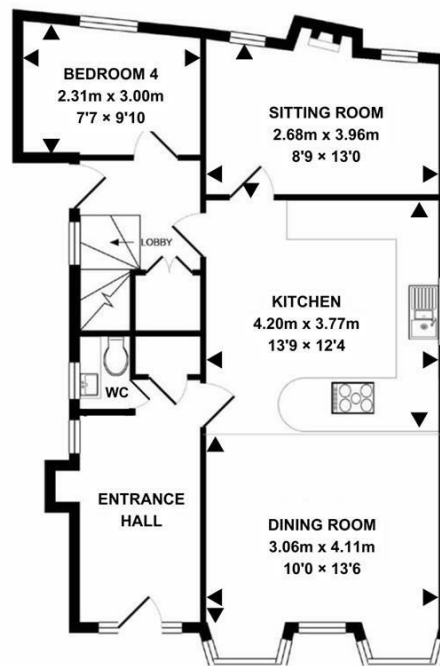 BEDROOM 4
2.31m x 3.00m
7'7 × 9'10
SITTING ROOM
2.68m x 3.96m
8'9 × 13'0
LOBBY
KITCHEN
4.20m x 3.77m
13'9 × 12'4
WC
ENTRANCE
HALL
DINING ROOM
3.06m x 4.11m
10'0 × 13'6